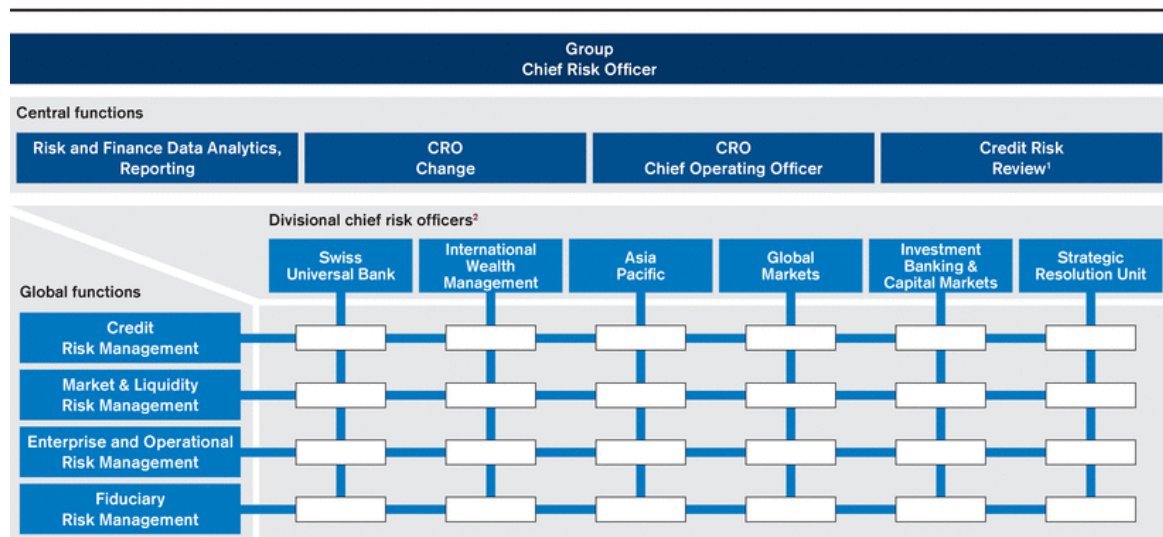 Group
Chief Risk Officer
Central functions
Risk and Finance Data Analytics,
Reporting
CRO
Change
CRO
Chief Operating Officer
Credit Risk
Review¹
Divisional chief risk officers²
Swiss
Universal Bank
International
Wealth
Management
Asia
Pacific
Global
Markets
Investment
Banking &
Capital Markets
Strategic
Resolution Unit
Global functions
Credit
Risk Management
Market & Liquidity
Risk Management
Enterprise and Operational
Risk Management
Fiduciary
Risk Management